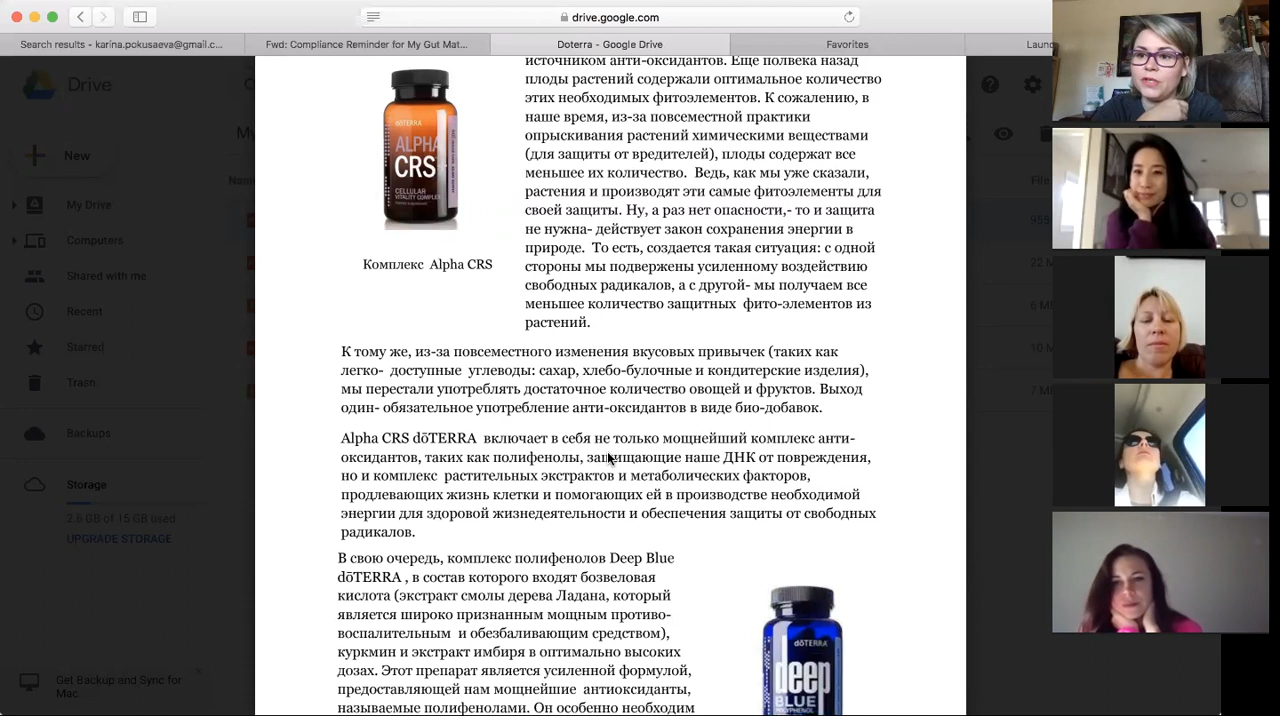 drive.google.com
Search results - karina.pokusaeva@gmail.c...
Fwd: Compliance Reminder for My Gut Mat...
Doterra - Google Drive
Favorites
Drive
New
My Drive
Computers
Shared with me
Recent
Starred
Trash
Backups
Storage
2.5 GB of 15 GB used
UPGRADE STORAGE
Get Backup and Sync for
Mac
File
dōTERRA
ALPHA
CRS
CELLULAR
VITALITY COMPLEX
Комплекс Alpha CRS
источником анти-оксидантов. Еще полвека назад
плоды растений содержали оптимальное количество
этих необходимых фитоэлементов. К сожалению, в
наше время, из-за повсеместной практики
опрыскивания растений химическими веществами
(для защиты от вредителей), плоды содержат все
меньшее их количество. Ведь, как мы уже сказали,
растения и производят эти самые фитоэлементы для
своей защиты. Ну, а раз нет опасности,- то и защита
не нужна- действует закон сохранения энергии в
природе. То есть, создается такая ситуация: с одной
стороны мы подвержены усиленному воздействию
свободных радикалов, а с другой- мы получаем все
меньшее количество защитных фито-элементов из
растений.
К тому же, из-за повсеместного изменения вкусовых привычек (таких как
легко- доступные углеводы: сахар, хлебо-булочные и кондитерские изделия),
мы перестали употреблять достаточное количество овощей и фруктов. Выход
один- обязательное употребление анти-оксидантов в виде био-добавок.
Alpha CRS dōTERRA включает в себя не только мощнейший комплекс анти-
оксидантов, таких как полифенолы, защищающие наше ДНК от повреждения,
но и комплекс растительных экстрактов и метаболических факторов,
продлевающих жизнь клетки и помогающих ей в производстве необходимой
энергии для здоровой жизнедеятельности и обеспечения защиты от свободных
радикалов.
В свою очередь, комплекс полифенолов Deep Blue
dōTERRA , в состав которого входят бозвеловая
кислота (экстракт смолы дерева Ладана, который
является широко признанным мощным противо-
воспалительным и обезбаливающим средством),
куркмин и экстракт имбиря в оптимально высоких
дозах. Этот препарат является усиленной формулой,
предоставляющей нам мощнейшие антиоксиданты,
называемые полифенолами. Он особенно необходим
dōTERRA
deep
BLUE
POLYPHENOL